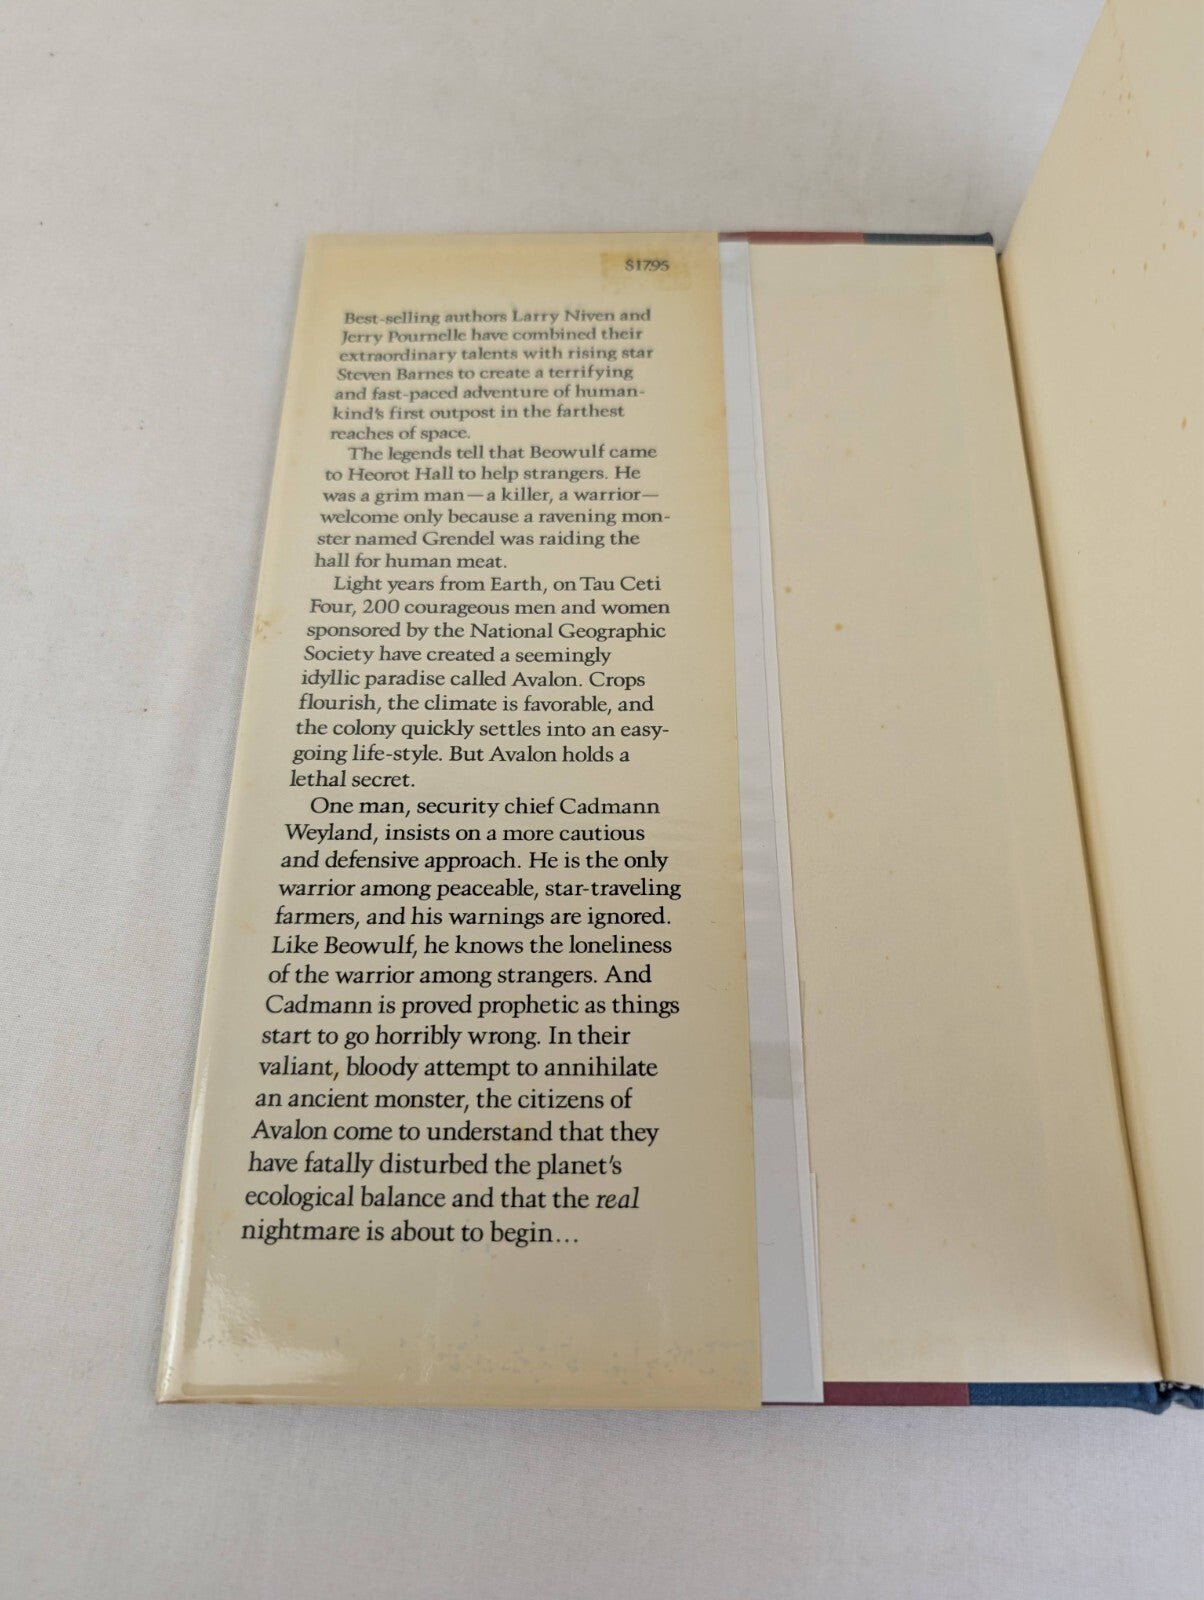 $17.95
Best-selling authors Larry Niven and
Jerry Pournelle have combined their
extraordinary talents with rising star
Steven Barnes to create a terrifying
and fast-paced adventure of human-
kind's first outpost in the farthest
reaches of space.
The legends tell that Beowulf came
to Heorot Hall to help strangers. He
was a grim man—a killer, a warrior—
welcome only because a ravening mon-
ster named Grendel was raiding the
hall for human meat.
Light years from Earth, on Tau Ceti
Four, 200 courageous men and women
sponsored by the National Geographic
Society have created a seemingly
idyllic paradise called Avalon. Crops
flourish, the climate is favorable, and
the colony quickly settles into an easy-
going life-style. But Avalon holds a
lethal secret.
One man, security chief Cadmann
Weyland, insists on a more cautious
and defensive approach. He is the only
warrior among peaceable, star-traveling
farmers, and his warnings are ignored.
Like Beowulf, he knows the loneliness
of the warrior among strangers. And
Cadmann is proved prophetic as things
start to go horribly wrong. In their
valiant, bloody attempt to annihilate
an ancient monster, the citizens of
Avalon come to understand that they
have fatally disturbed the planet's
ecological balance and that the real
nightmare is about to begin...